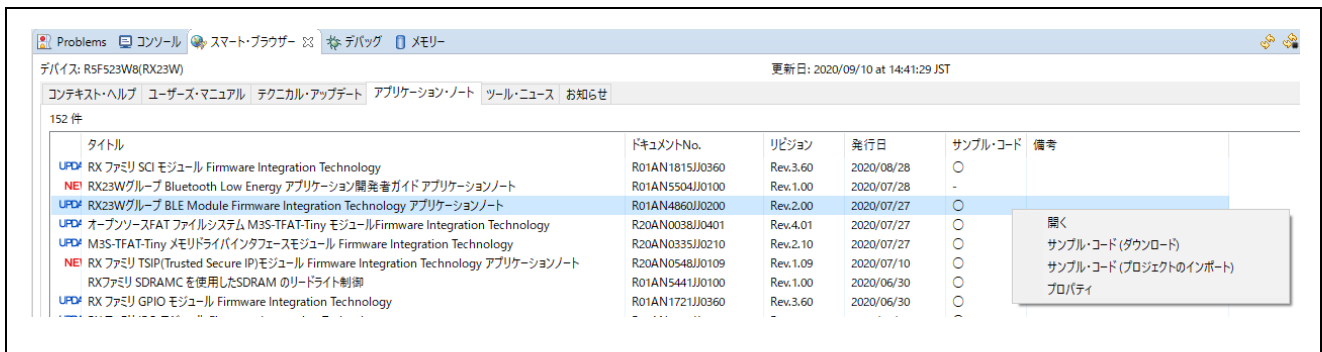 Problems コンソール スマート・ブラウザー デバッグ メモリー
デバイス: R5F523W8(RX23W) 更新日: 2020/09/10 at 14:41:29 JST
コンテキスト・ヘルプ ユーザーズ・マニュアル テクニカル・アップデート アプリケーション・ノート ツール・ニュース お知らせ
152 件
タイトル ドキュメントNo. リビジョン 発行日 サンプル・コード 備考
UPDA RX ファミリ SCI モジュール Firmware Integration Technology R01AN1815JJ0360 Rev.3.60 2020/08/28 ○
NE RX23Wグループ Bluetooth Low Energy アプリケーション開発者ガイド アプリケーションノート R01AN5504JJ0100 Rev.1.00 2020/07/28 -
UPDA RX23Wグループ BLE Module Firmware Integration Technology アプリケーションノート R01AN4860JJ0200 Rev.2.00 2020/07/27 ○
UPDA オープンソースFAT ファイルシステム M3S-TFAT-Tiny モジュールFirmware Integration Technology R20AN0038JJ0401 Rev.4.01 2020/07/27 ○
UPDA M3S-TFAT-Tiny メモリドライバインタフェースモジュール Firmware Integration Technology R20AN0335JJ0210 Rev.2.10 2020/07/27 ○
NE RX ファミリ TSIP(Trusted Secure IP)モジュール Firmware Integration Technology アプリケーションノート R20AN0548JJ0109 Rev.1.09 2020/07/10 ○
RXファミリ SDRAMC を使用したSDRAM のリードライト制御 R01AN5441JJ0100 Rev.1.00 2020/06/30 ○
UPDA RX ファミリ GPIO モジュール Firmware Integration Technology R01AN1721JJ0360 Rev.3.60 2020/06/30 ○
開く
サンプル・コード (ダウンロード)
サンプル・コード (プロジェクトのインポート)
プロパティ